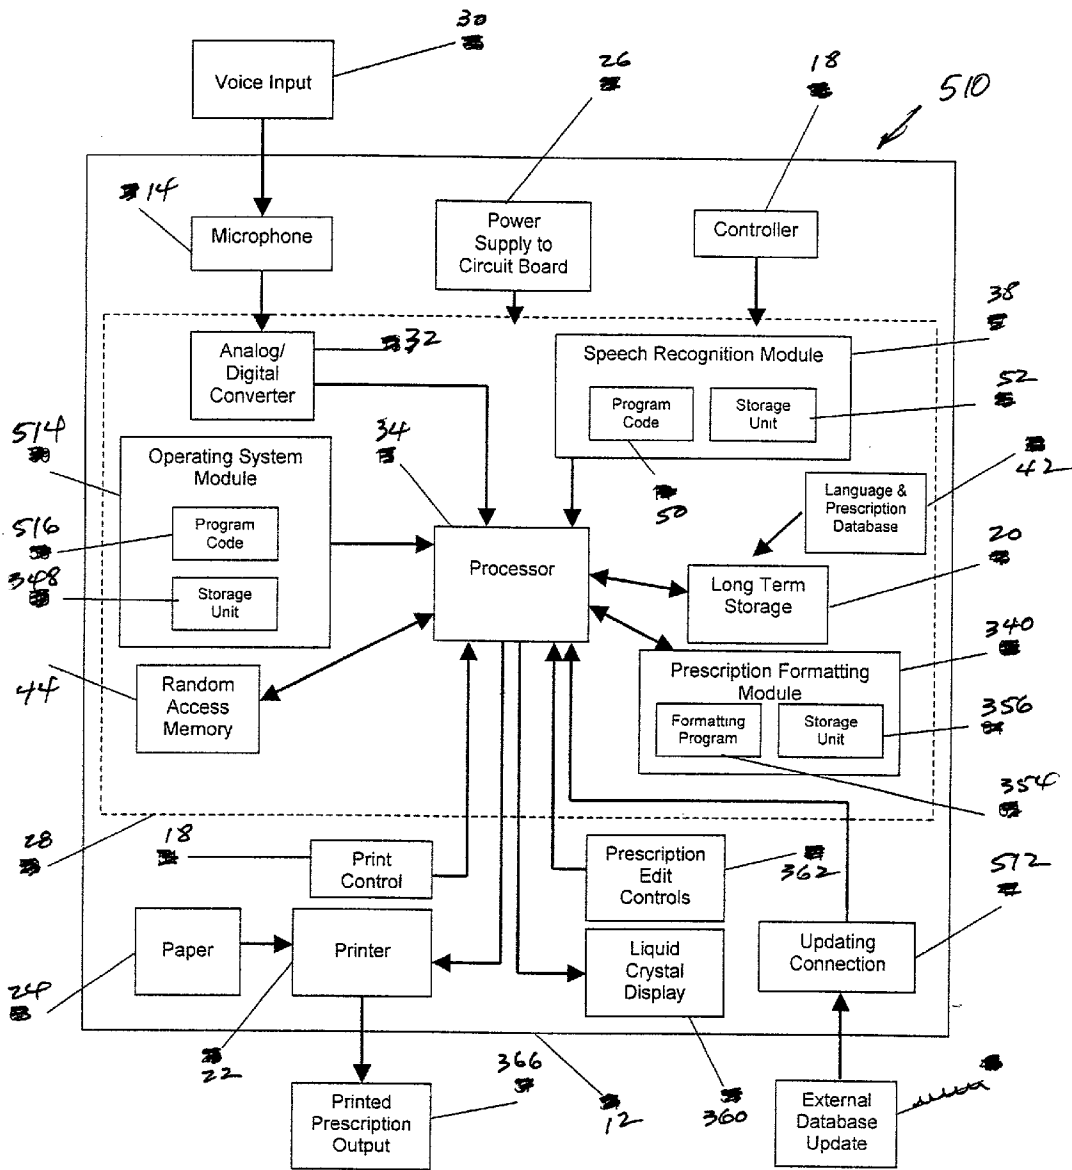 30
Voice Input
26
18
510
14
Microphone
Power
Supply to
Circuit Board
Controller
38
Analog/
Digital
Converter
32
Speech Recognition Module
Program
Code
Storage
Unit
52
514
34
Operating System
Module
50
42
Language &
Prescription
Database
516
Program
Code
20
348
Storage
Unit
Processor
Long Term
Storage
340
44
Random
Access
Memory
Prescription Formatting
Module
Formatting
Program
Storage
Unit
356
354
28
18
Print
Control
Prescription
Edit
Controls
362
512
Paper
Printer
Liquid
Crystal
Display
Updating
Connection
24
22
366
12
360
Printed
Prescription
Output
External
Database
Update